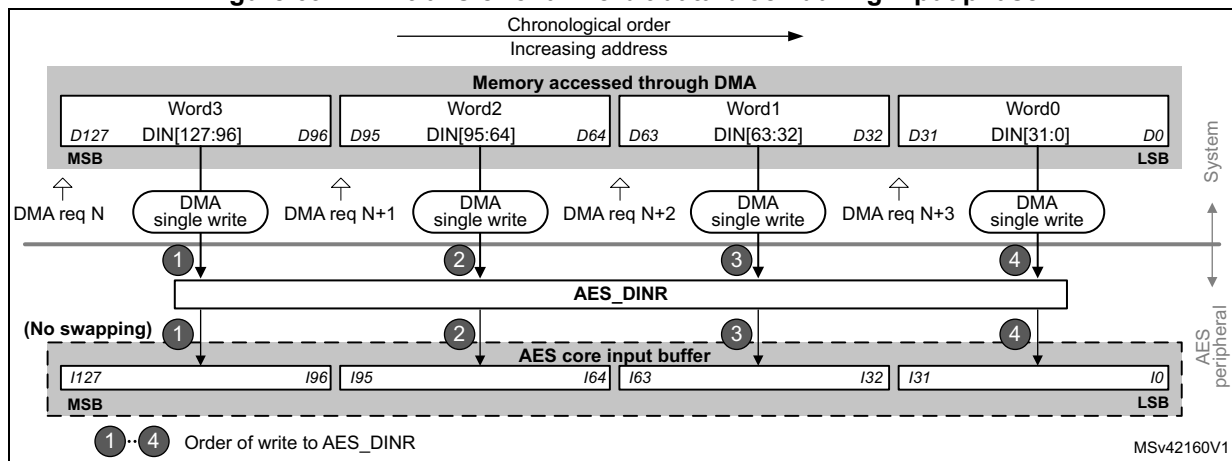 Chronological order
Increasing address
Memory accessed through DMA
Word3 Word2 Word1 Word0
D127 DIN[127:96] D96 D95 DIN[95:64] D64 D63 DIN[63:32] D32 D31 DIN[31:0] D0
MSB LSB
System
DMA req N DMA single write DMA req N+1 DMA single write DMA req N+2 DMA single write DMA req N+3 DMA single write
1 2 3 4
AES_DINR
AES peripheral
(No swapping) 1 2 3 4
AES core input buffer
I127 I96 I95 I64 I63 I32 I31 I0
MSB LSB
1··4 Order of write to AES_DINR
MSv42160V1